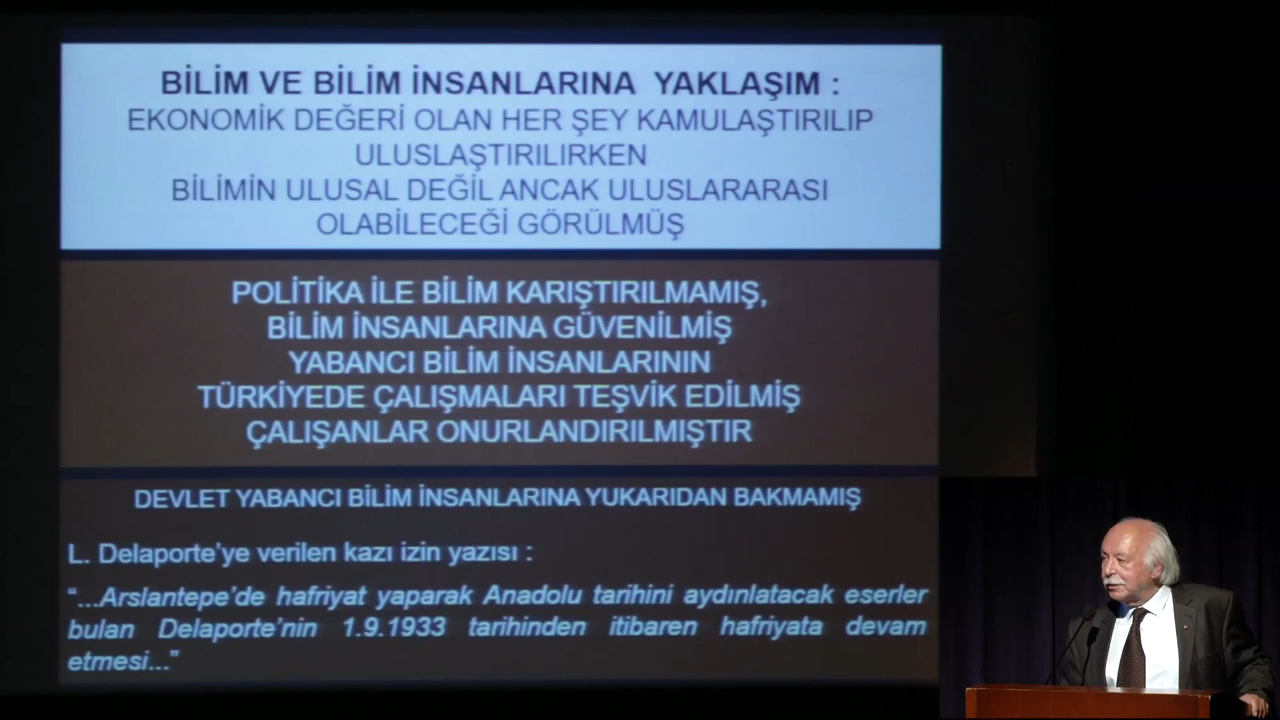 BİLİM VE BİLİM İNSANLARINA YAKLAŞIM :
EKONOMİK DEĞERİ OLAN HER ŞEY KAMULAŞTIRILIP
ULUSLAŞTIRILIRKEN
BİLİMİN ULUSAL DEĞİL ANCAK ULUSLARARASI
OLABİLECEĞİ GÖRÜLMÜŞ
POLİTİKA İLE BİLİM KARIŞTIRILMAMIŞ,
BİLİM İNSANLARINA GÜVENİLMİŞ
YABANCI BİLİM İNSANLARININ
TÜRKİYEDE ÇALIŞMALARI TEŞVİK EDİLMİŞ
ÇALIŞANLAR ONURLANDIRILMIŞTIR
DEVLET YABANCI BİLİM İNSANLARINA YUKARIDAN BAKMAMIŞ
L. Delaporte’ye verilen kazı izin yazısı :
“...Arslantepe’de hafriyat yaparak Anadolu tarihini aydınlatacak eserler
bulan Delaporte’nin 1.9.1933 tarihinden itibaren hafriyata devam
etmesi...”